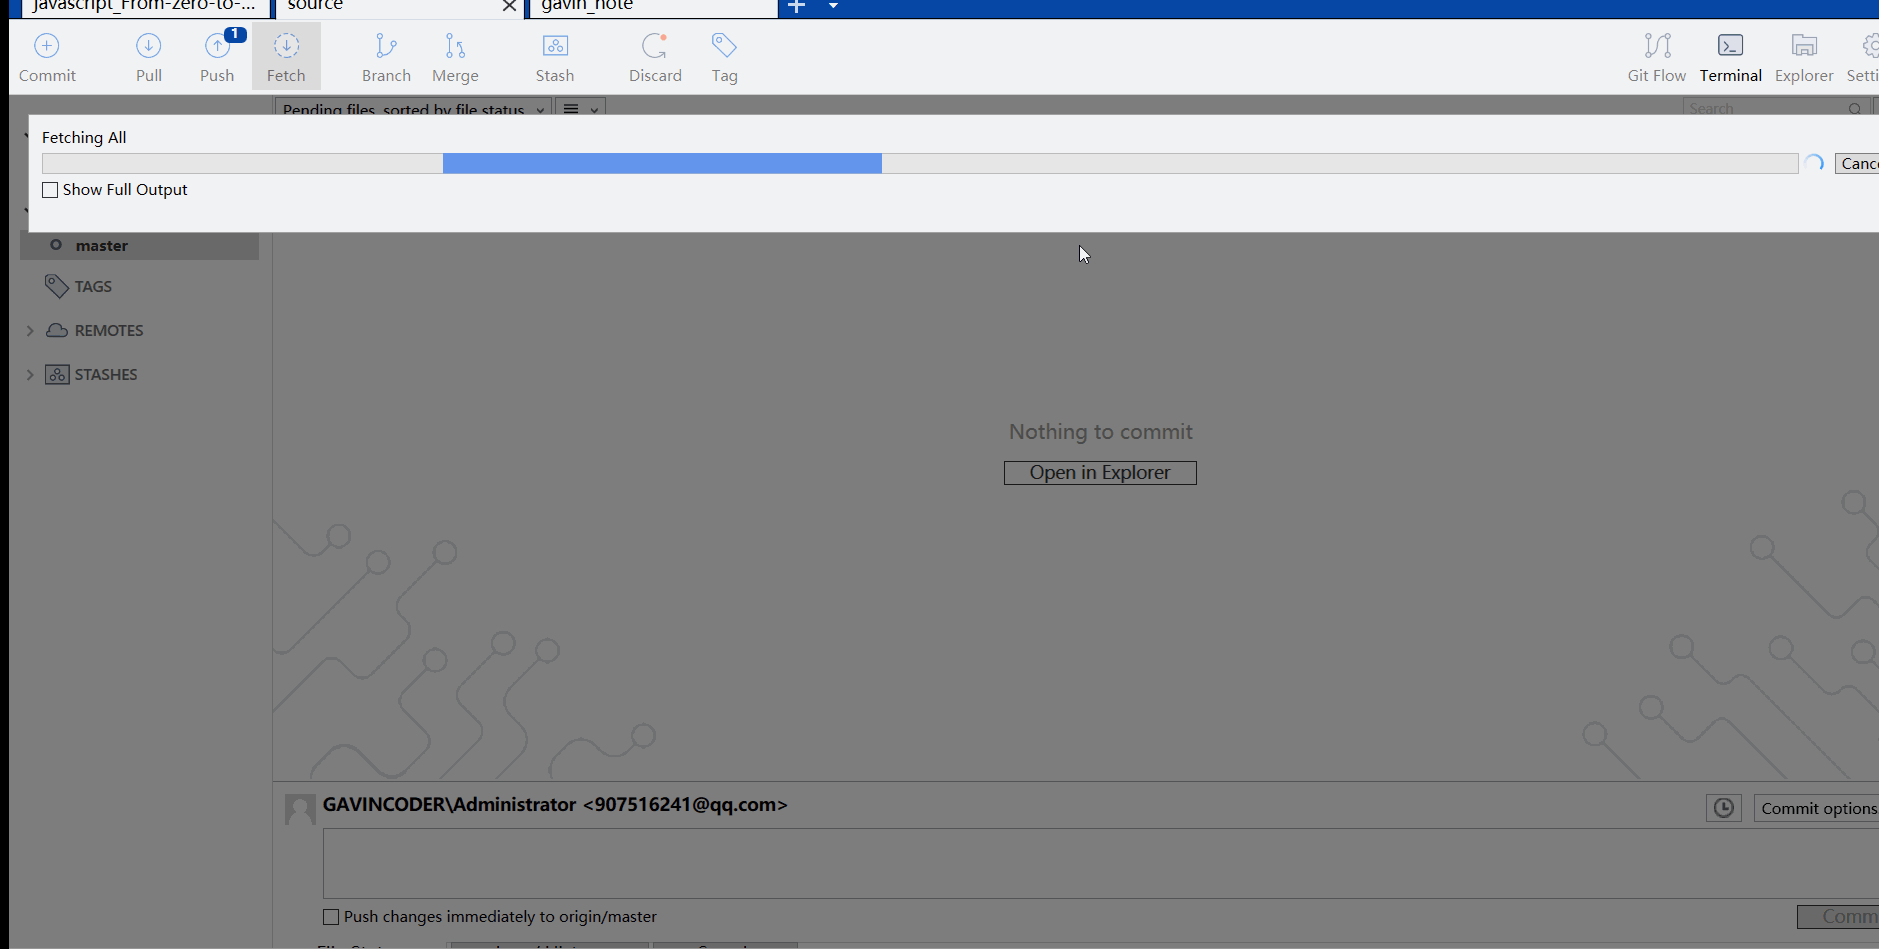 javascript_From-zero-to-...
source
gavin_note
Commit
Pull
Push
1
Fetch
Branch
Merge
Stash
Discard
Tag
Git Flow
Terminal
Explorer
Setti
Pending files, sorted by file status
Search
Fetching All
Cance
Show Full Output
master
TAGS
REMOTES
STASHES
Nothing to commit
Open in Explorer
GAVINCODER\Administrator <907516241@qq.com>
Commit options
Push changes immediately to origin/master
Comm